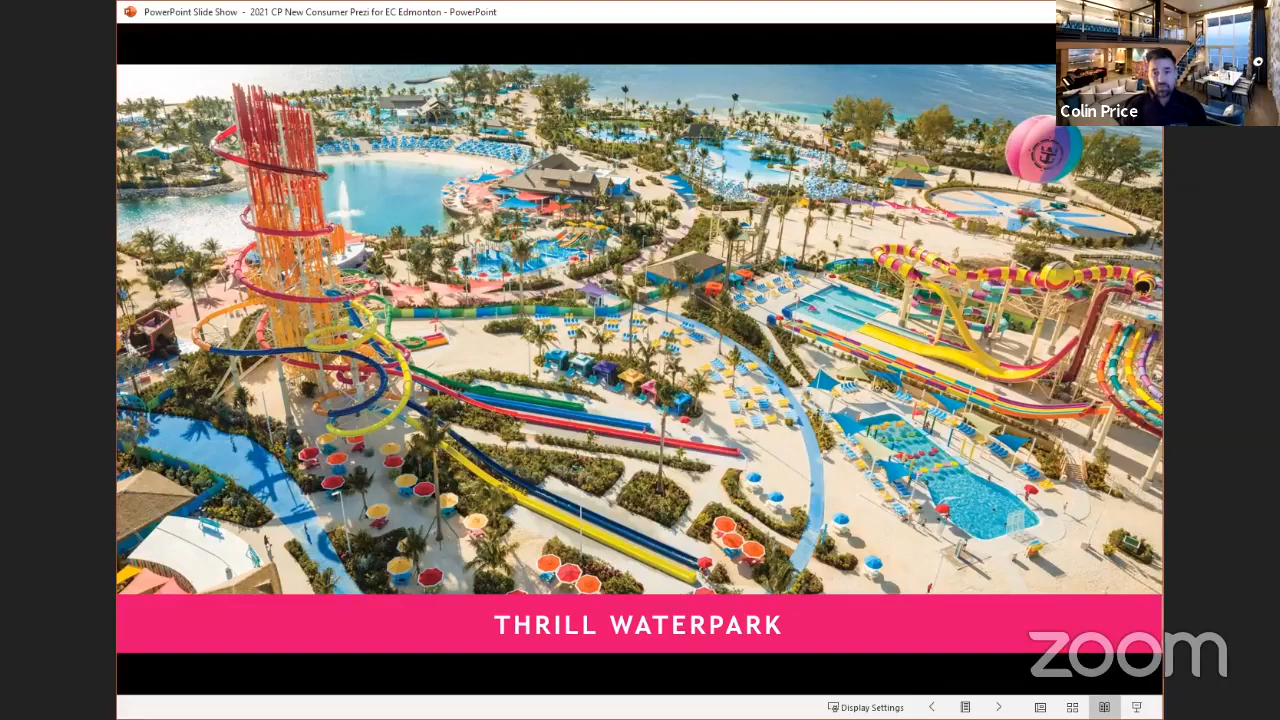 PowerPoint Slide Show - 2021 CP New Consumer Prezi for EC Edmonton - PowerPoint
Colin Price
THRILL WATERPARK
zoom
Display Settings